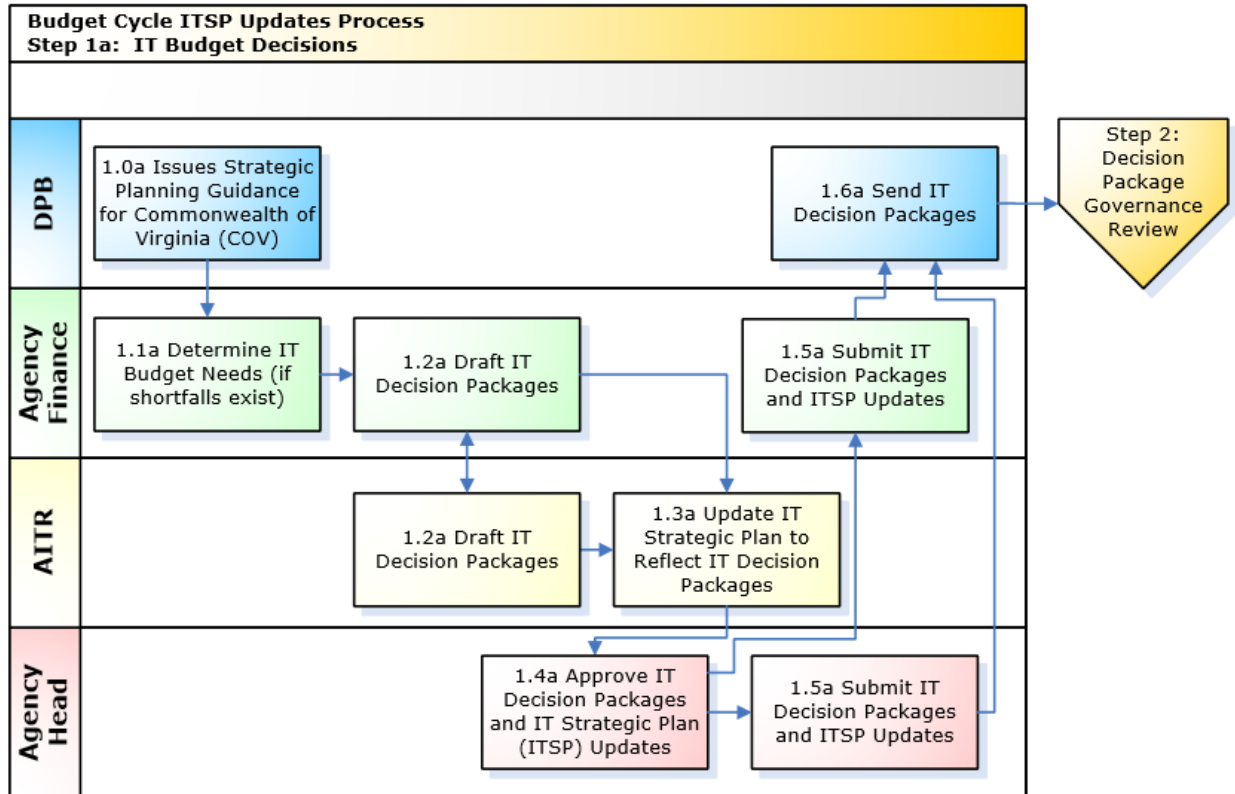 Budget Cycle ITSP Updates Process
Step 1a:  IT Budget Decisions
DPB
1.0a Issues Strategic
Planning Guidance
for Commonwealth of
Virginia (COV)
1.6a Send IT
Decision Packages
Step 2:
Decision
Package
Governance
Review
Agency
Finance
1.1a Determine IT
Budget Needs (if
shortfalls exist)
1.2a Draft IT
Decision Packages
1.5a Submit IT
Decision Packages
and ITSP Updates
AITR
1.2a Draft IT
Decision Packages
1.3a Update IT
Strategic Plan to
Reflect IT Decision
Packages
Agency
Head
1.4a Approve IT
Decision Packages
and IT Strategic Plan
(ITSP) Updates
1.5a Submit IT
Decision Packages
and ITSP Updates